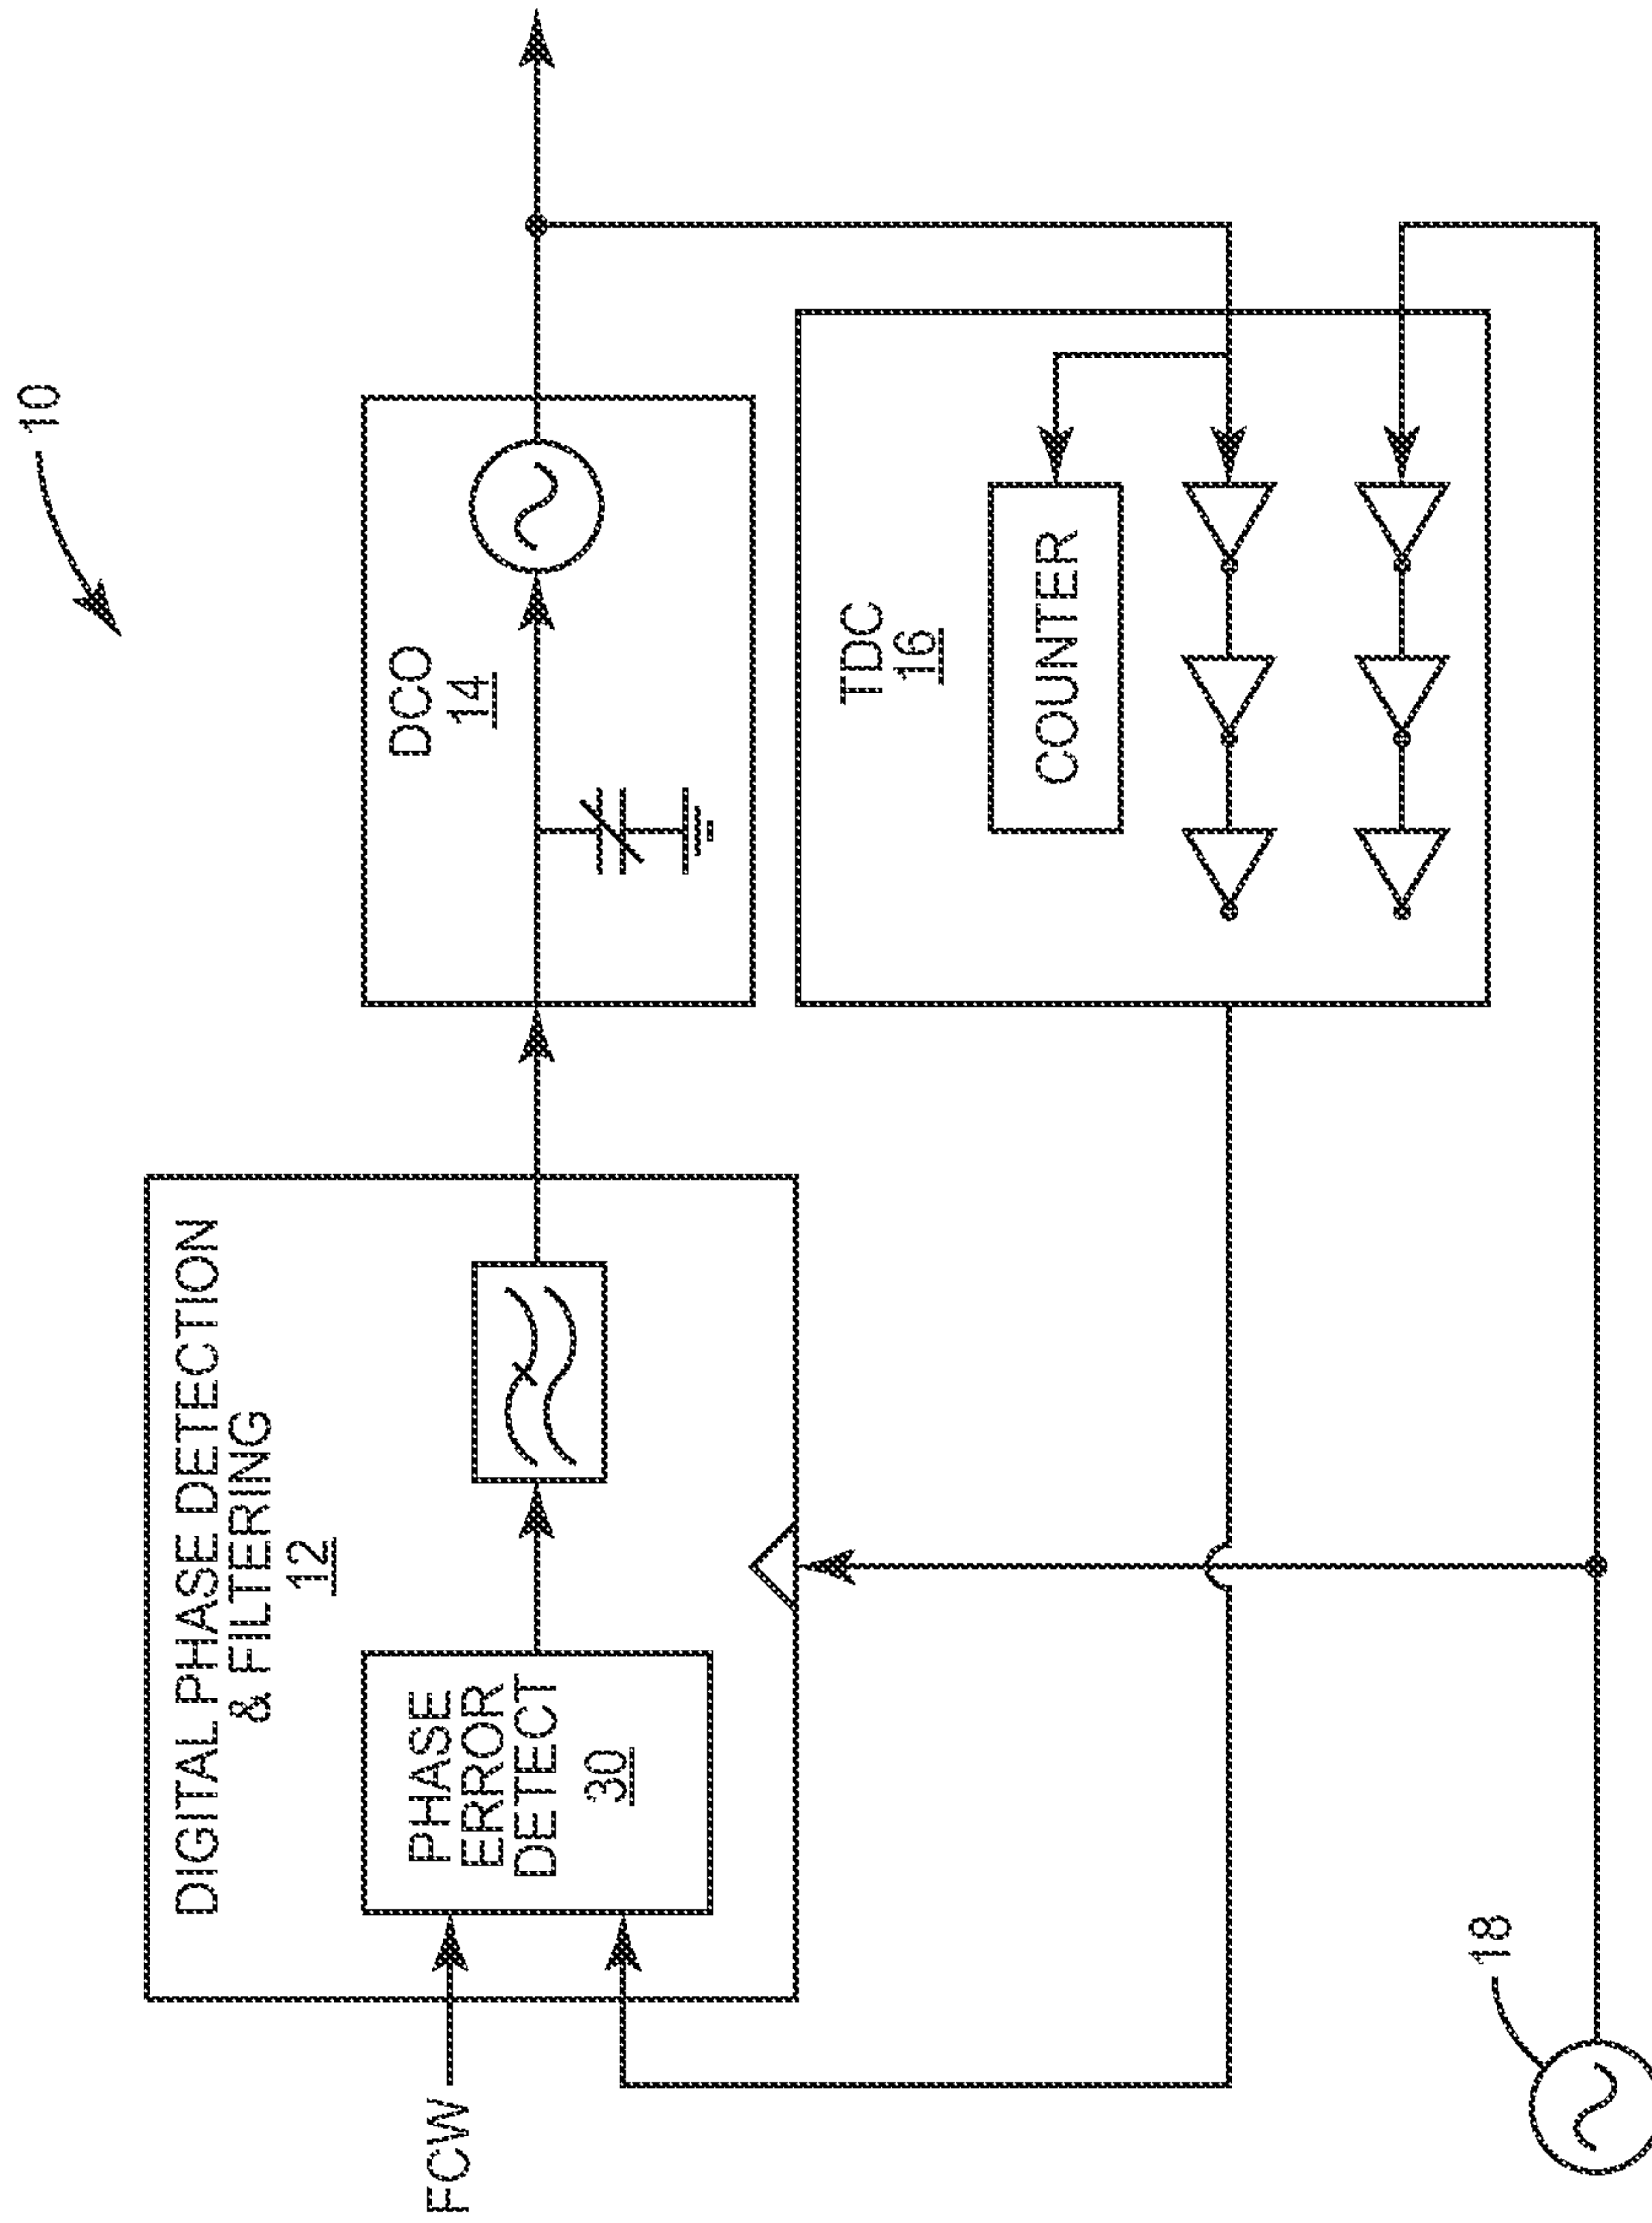 10
DIGITAL PHASE DETECTION
& FILTERING
12
PHASE
ERROR
DETECT
30
FCW
DCO
14
TDC
16
COUNTER
18